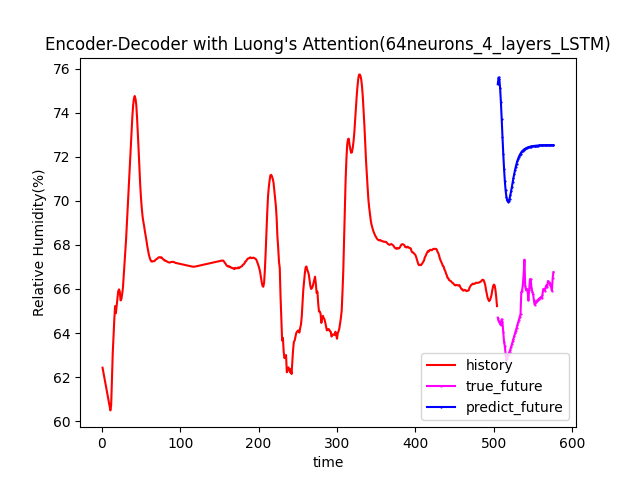 Encoder-Decoder with Luong's Attention(64neurons_4_layers_LSTM)
76
74
72
70
68
66
64
62
60
Relative Humidity(%)
0 100 200 300 400 500 600
time
history
true_future
predict_future